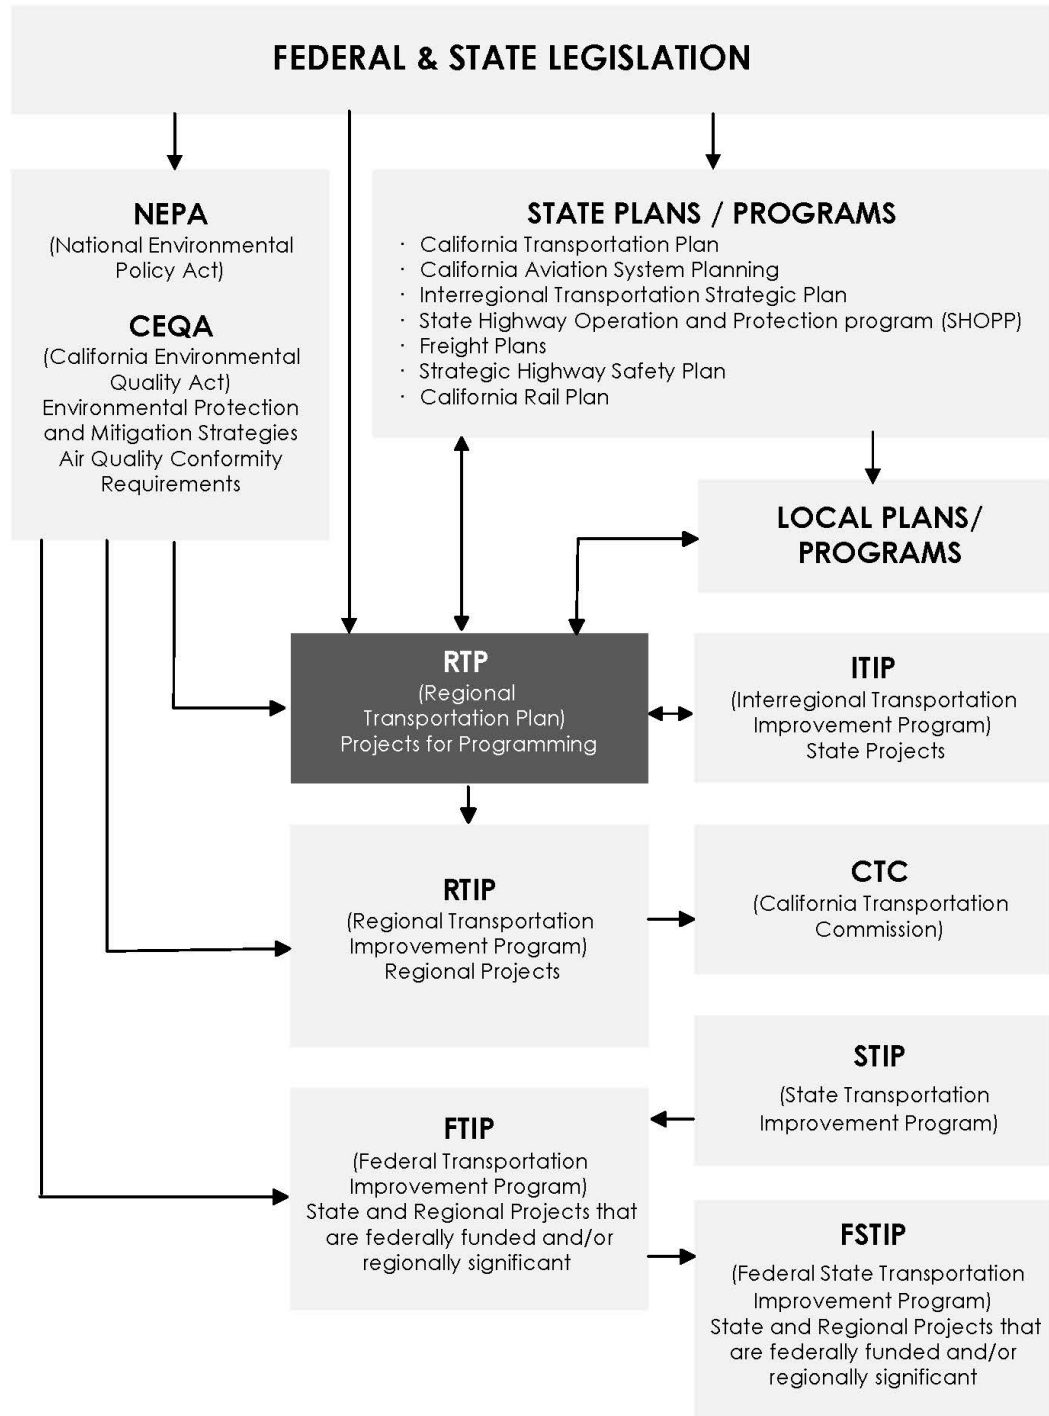 FEDERAL & STATE LEGISLATION
NEPA
(National Environmental
Policy Act)
CEQA
(California Environmental
Quality Act)
Environmental Protection
and Mitigation Strategies
Air Quality Conformity
Requirements
STATE PLANS / PROGRAMS
· California Transportation Plan
· California Aviation System Planning
· Interregional Transportation Strategic Plan
· State Highway Operation and Protection program (SHOPP)
· Freight Plans
· Strategic Highway Safety Plan
· California Rail Plan
LOCAL PLANS/
PROGRAMS
RTP
(Regional
Transportation Plan)
Projects for Programming
ITIP
(Interregional Transportation
Improvement Program)
State Projects
RTIP
(Regional Transportation
Improvement Program)
Regional Projects
CTC
(California Transportation
Commission)
STIP
(State Transportation
Improvement Program)
FTIP
(Federal Transportation
Improvement Program)
State and Regional Projects that
are federally funded and/or
regionally significant
FSTIP
(Federal State Transportation
Improvement Program)
State and Regional Projects that
are federally funded and/or
regionally significant